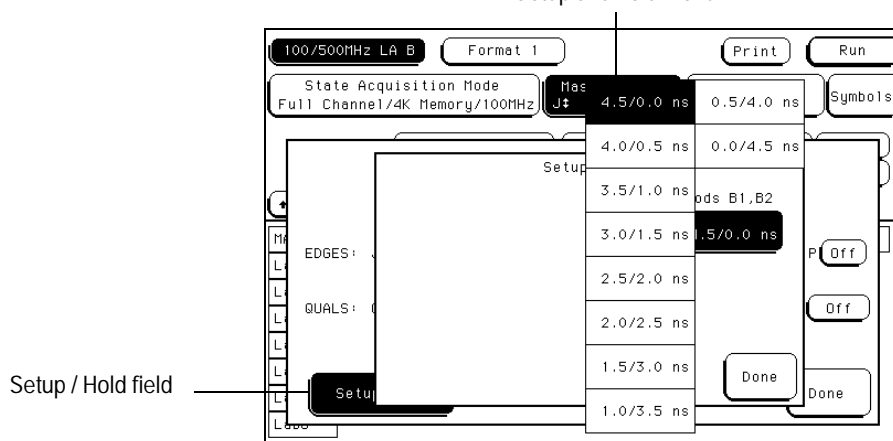 100/500MHz LA B Format 1 Print Run
State Acquisition Mode
Full Channel/4K Memory/100MHz
Mas
J↕
Symbols
4.5/0.0 ns 0.5/4.0 ns
4.0/0.5 ns 0.0/4.5 ns
Setup
3.5/1.0 ns
ods B1,B2
3.0/1.5 ns
.5/0.0 ns
EDGES:
P Off
2.5/2.0 ns
QUALS:
Off
2.0/2.5 ns
1.5/3.0 ns
Done
Setup / Hold field
Setu
Done
1.0/3.5 ns